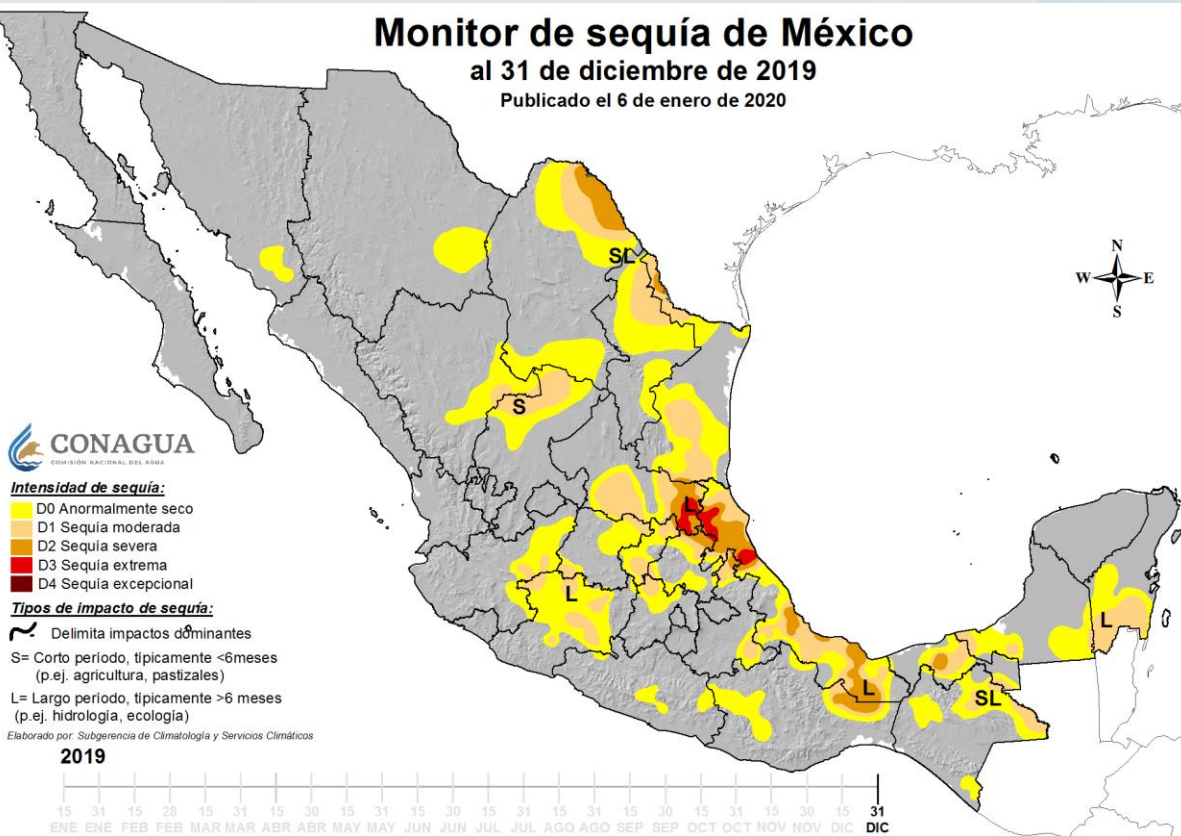 Monitor de sequía de México
al 31 de diciembre de 2019
Publicado el 6 de enero de 2020
N
W E
S
SL
S
L
L
L
L
SL
CONAGUA
COMISIÓN NACIONAL DEL AGUA
Intensidad de sequía:
D0 Anormalmente seco
D1 Sequía moderada
D2 Sequía severa
D3 Sequía extrema
D4 Sequía excepcional
Tipos de impacto de sequía:
Delimita impactos dominantes
S= Corto período, típicamente <6meses
(p.ej. agricultura, pastizales)
L= Largo período, típicamente >6 meses
(p.ej. hidrología, ecología)
Elaborado por: Subgerencia de Climatología y Servicios Climáticos
2019
15 31 15 28 15 31 15 30 15 31 15 30 15 31 15 31 15 30 15 31 15 30 15 31
ENE ENE FEB FEB MAR MAR ABR ABR MAY MAY JUN JUN JUL JUL AGO AGO SEP SEP OCT OCT NOV NOV DIC DIC